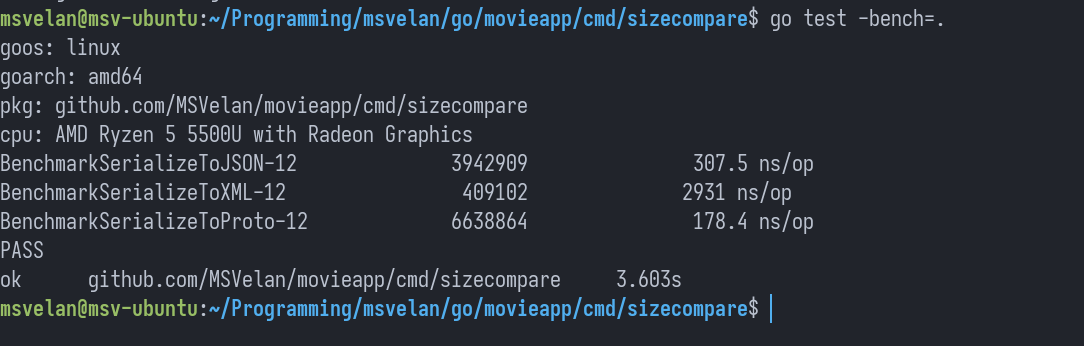 msvelan@msv-ubuntu:~/Programming/msvelan/go/movieapp/cmd/sizecompare$ go test -bench=.
goos: linux
goarch: amd64
pkg: github.com/MSVelan/movieapp/cmd/sizecompare
cpu: AMD Ryzen 5 5500U with Radeon Graphics
BenchmarkSerializeToJSON-12 3942909 307.5 ns/op
BenchmarkSerializeToXML-12 409102 2931 ns/op
BenchmarkSerializeToProto-12 6638864 178.4 ns/op
PASS
ok github.com/MSVelan/movieapp/cmd/sizecompare 3.603s
msvelan@msv-ubuntu:~/Programming/msvelan/go/movieapp/cmd/sizecompare$